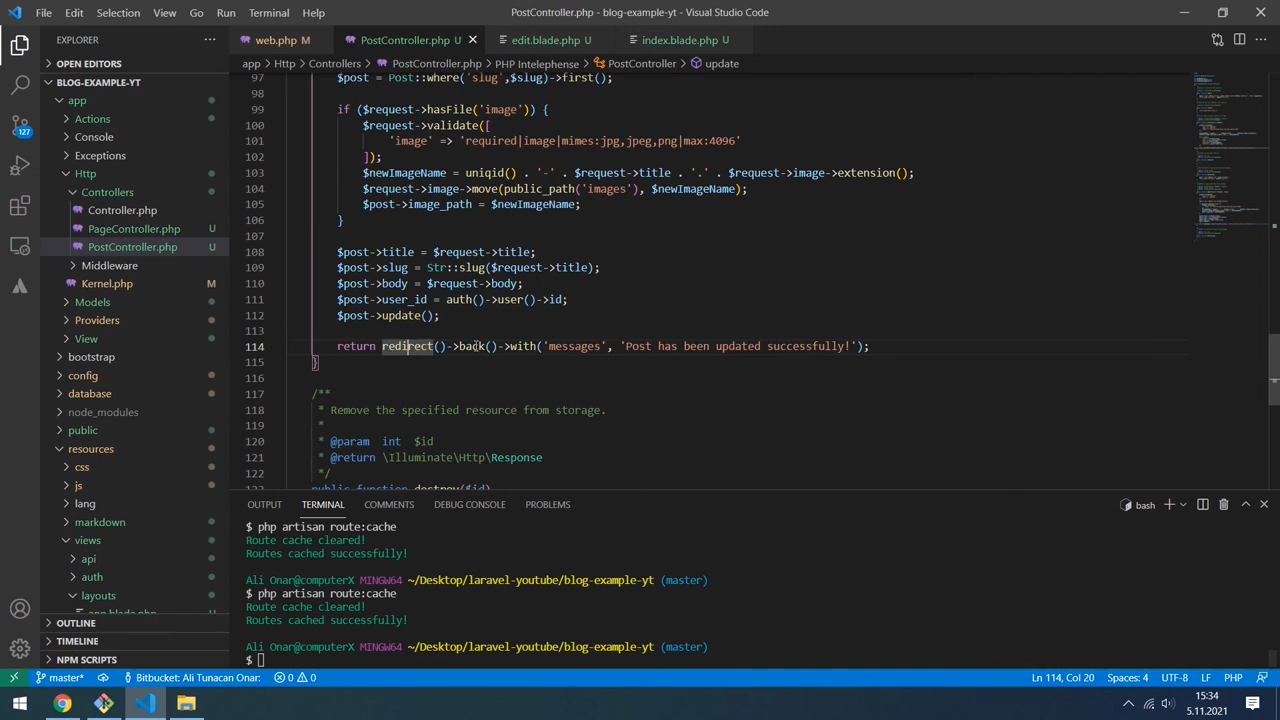 File Edit Selection View Go Run Terminal Help PostController.php - blog-example-yt - Visual Studio Code
EXPLORER
OPEN EDITORS
BLOG-EXAMPLE-YT
app
Actions
Console
Exceptions
Http
Controllers
Controller.php
PageController.php U
PostController.php U
Middleware
Kernel.php M
Models
Providers
View
bootstrap
config
database
node_modules
public
resources
css
js
lang
markdown
views
api
auth
layouts
app.blade.php U
OUTLINE
TIMELINE
NPM SCRIPTS
127
web.php M PostController.php U edit.blade.php U index.blade.php U
app > Http > Controllers > PostController.php > PHP Intelephense > PostController > update
97 $post = Post::where('slug',$slug)->first();
98
99 if ($request->hasFile('image')) {
100 $request->validate([
101 'image' => 'required|image|mimes:jpg,jpeg,png|max:4096'
102 ]);
103 $newImageName = uniqid() . '-' . $request->title . '.' . $request->image->extension();
104 $request->image->move(public_path('images'), $newImageName);
105 $post->image_path = $newImageName;
106 }
107
108 $post->title = $request->title;
109 $post->slug = Str::slug($request->title);
110 $post->body = $request->body;
111 $post->user_id = auth()->user()->id;
112 $post->update();
113
114 return redirect()->back()->with('messages', 'Post has been updated successfully!');
115 }
116
117 /**
118 * Remove the specified resource from storage.
119 *
120 * @param int $id
121 * @return \Illuminate\Http\Response
122 */
123 public function destroy($id)
OUTPUT TERMINAL COMMENTS DEBUG CONSOLE PROBLEMS bash
$ php artisan route:cache
Route cache cleared!
Routes cached successfully!
Ali Onar@computerX MINGW64 ~/Desktop/laravel-youtube/blog-example-yt (master)
$ php artisan route:cache
Route cache cleared!
Routes cached successfully!
Ali Onar@computerX MINGW64 ~/Desktop/laravel-youtube/blog-example-yt (master)
$
master* Bitbucket: Ali Tunacan Onar: 0 0 Ln 114, Col 20 Spaces: 4 UTF-8 LF PHP
15:34
5.11.2021